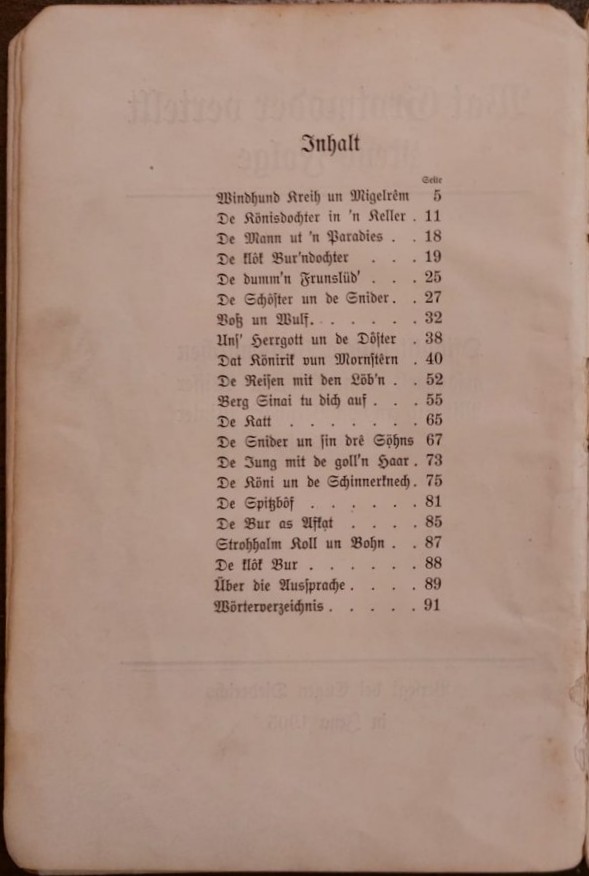 Inhalt
Seite
Windhund Kreih un Migelrêm 5
De Könisdochter in 'n Keller . 11
De Mann ut 'n Paradies . . 18
De klôk Bur'ndochter . . . 19
De dumm'n Frunslüd' . . . 25
De Schöster un de Snider . . 27
Voß un Wulf . . . . . . 32
Uns' Herrgott un de Döster . 38
Dat Könirik vun Mornstêrn . 40
De Reisen mit den Löb'n . . 52
Berg Sinai tu dich auf . . . 55
De Katt . . . . . . . 65
De Snider un sin drê Söhns 67
De Jung mit de goll'n Haar . 73
De Köni un de Schinnerknech . 75
De Spitzbôf . . . . . . 81
De Bur as Afkat . . . . 85
Strohhalm Koll un Bohn . . 87
De klôk Bur . . . . . . 88
Über die Aussprache . . . . 89
Wörterverzeichnis . . . . . 91